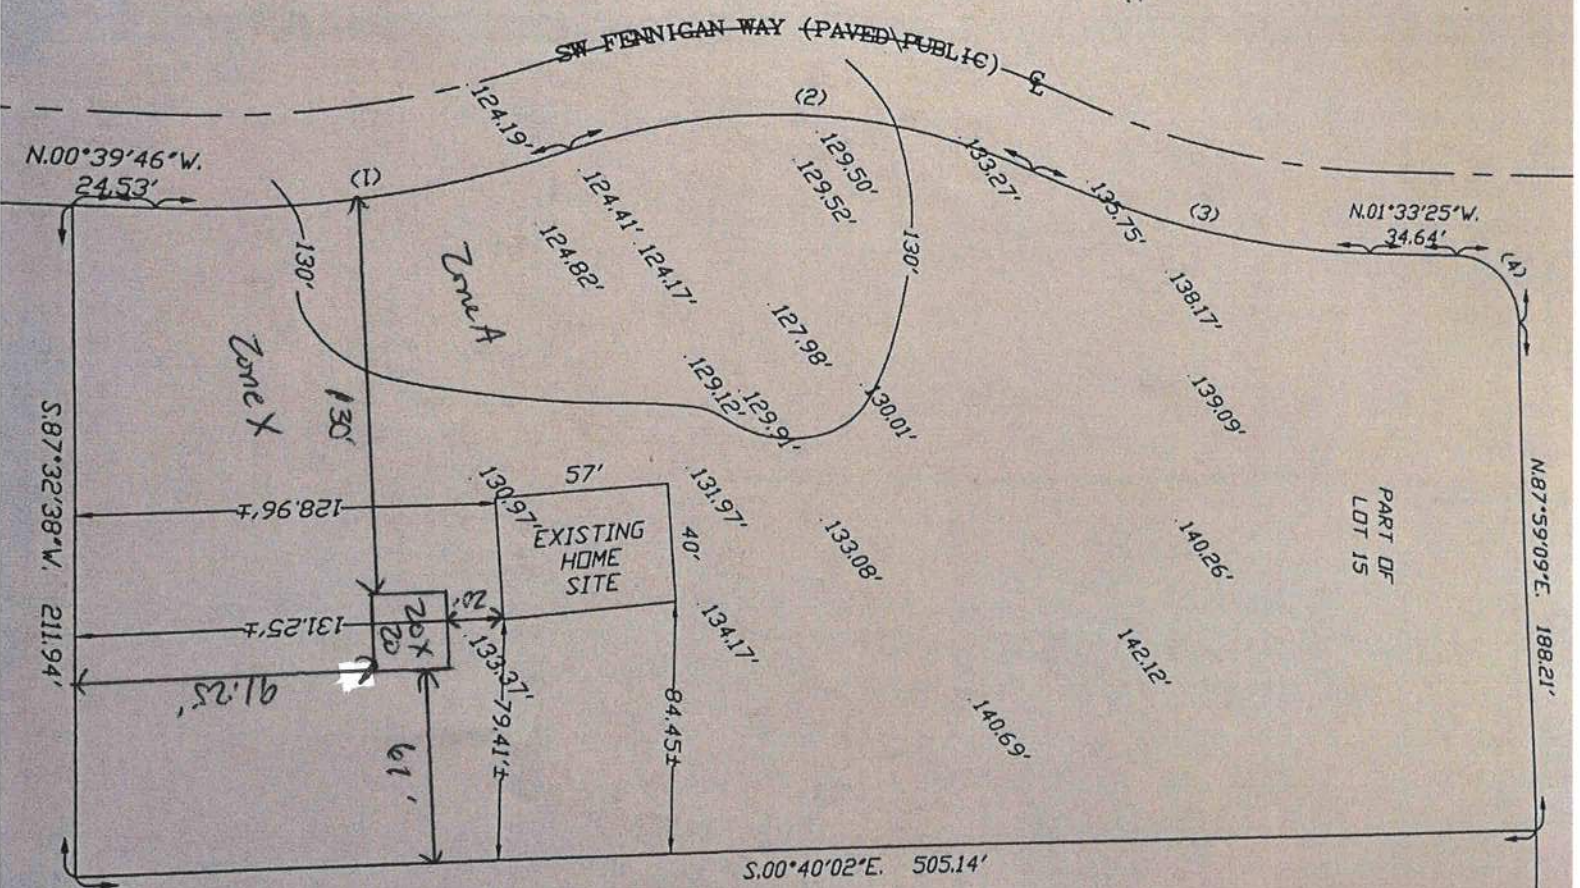 SW FENNIGAN WAY (PAVED\PUBLIC) ℄
N.00°39'46"W.
24.53'
(1)
124.19'
(2)
129.50'
129.52'
133.27'
135.75'
(3)
N.01°33'25"W.
34.64'
(4)
130'
Zone A
124.41'
124.82'
124.17'
130'
138.17'
127.98'
Zone X
130'
129.12'
129.91'
130.01'
139.09'
S.87°32'38"W. 211.94'
128.96'±
130.97'
57'
131.97'
EXISTING
HOME
SITE
40'
133.08'
140.26'
PART OF
LOT 15
N.87°59'09"E. 188.21'
131.25'±
20 X
20
20'
133.37'
134.17'
142.12'
91.25'
61'
79.41'±
84.45±
140.69'
S.00°40'02"E. 505.14'